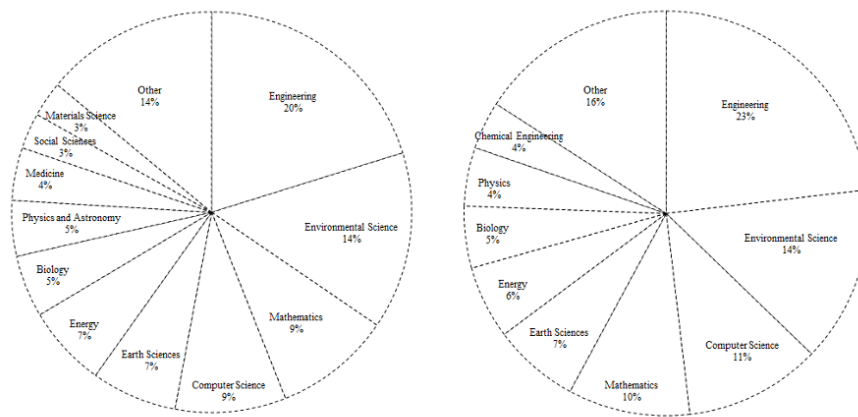 Other
14%
Engineering
20%
Materials Science
3%
Social Sciences
3%
Medicine
4%
Physics and Astronomy
5%
Environmental Science
14%
Biology
5%
Energy
7%
Earth Sciences
7%
Computer Science
9%
Mathematics
9%
Other
16%
Engineering
23%
Chemical Engineering
4%
Physics
4%
Biology
5%
Environmental Science
14%
Energy
6%
Earth Sciences
7%
Mathematics
10%
Computer Science
11%